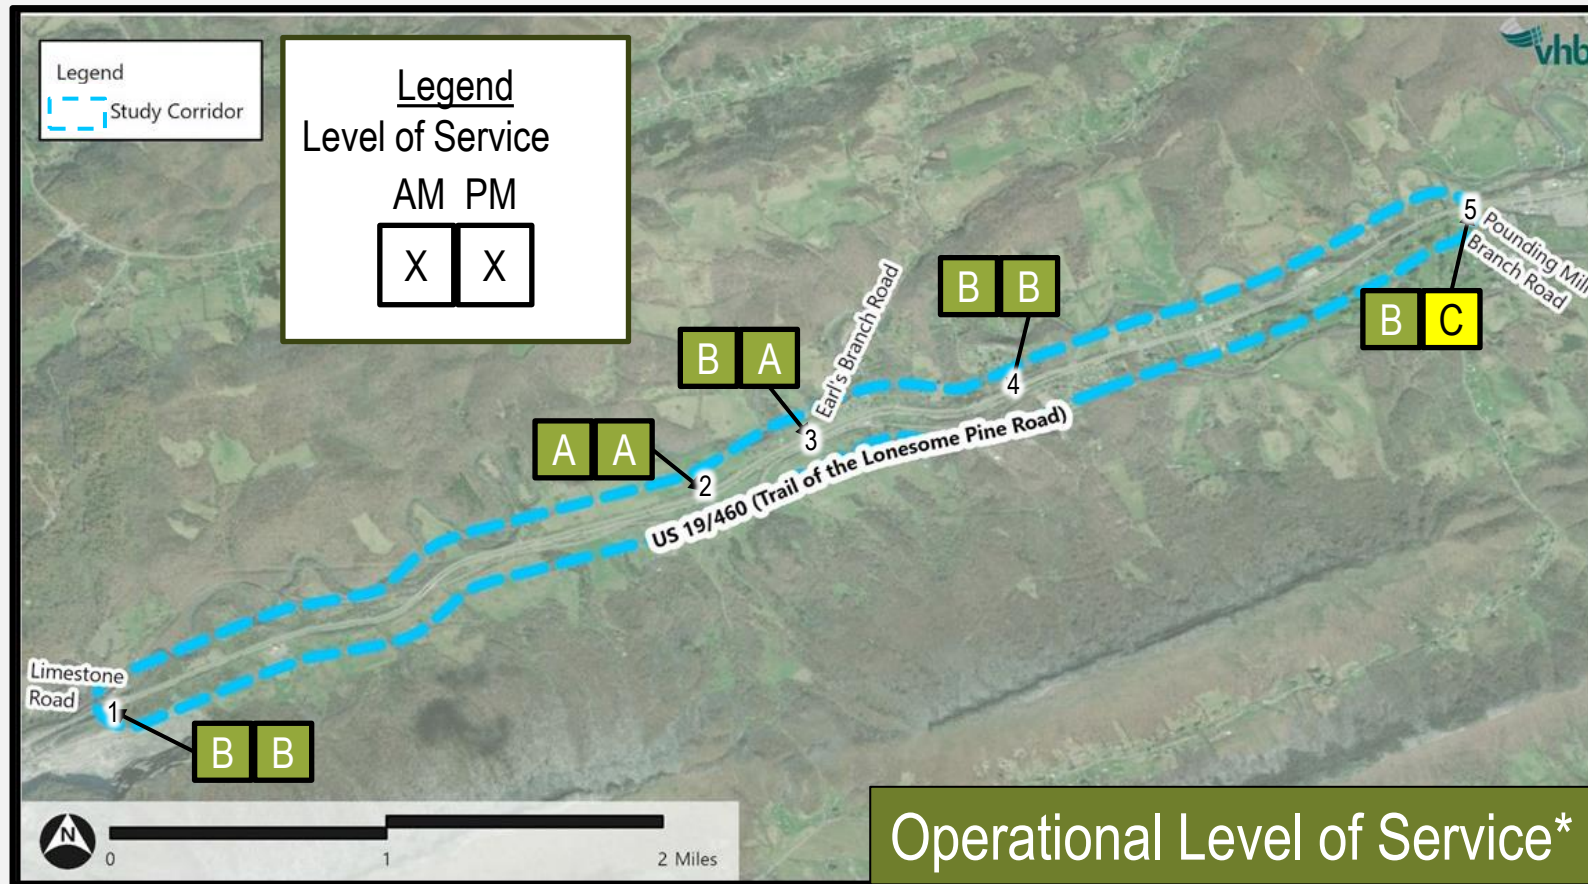 vhb
Legend
Study Corridor
Legend
Level of Service
AM PM
X X
5
Pounding Mill
Branch Road
B C
B B
4
Earl's Branch Road
B A
3
A A
2
US 19/460 (Trail of the Lonesome Pine Road)
Limestone
Road
1
B B
N
0 1 2 Miles
Operational Level of Service*